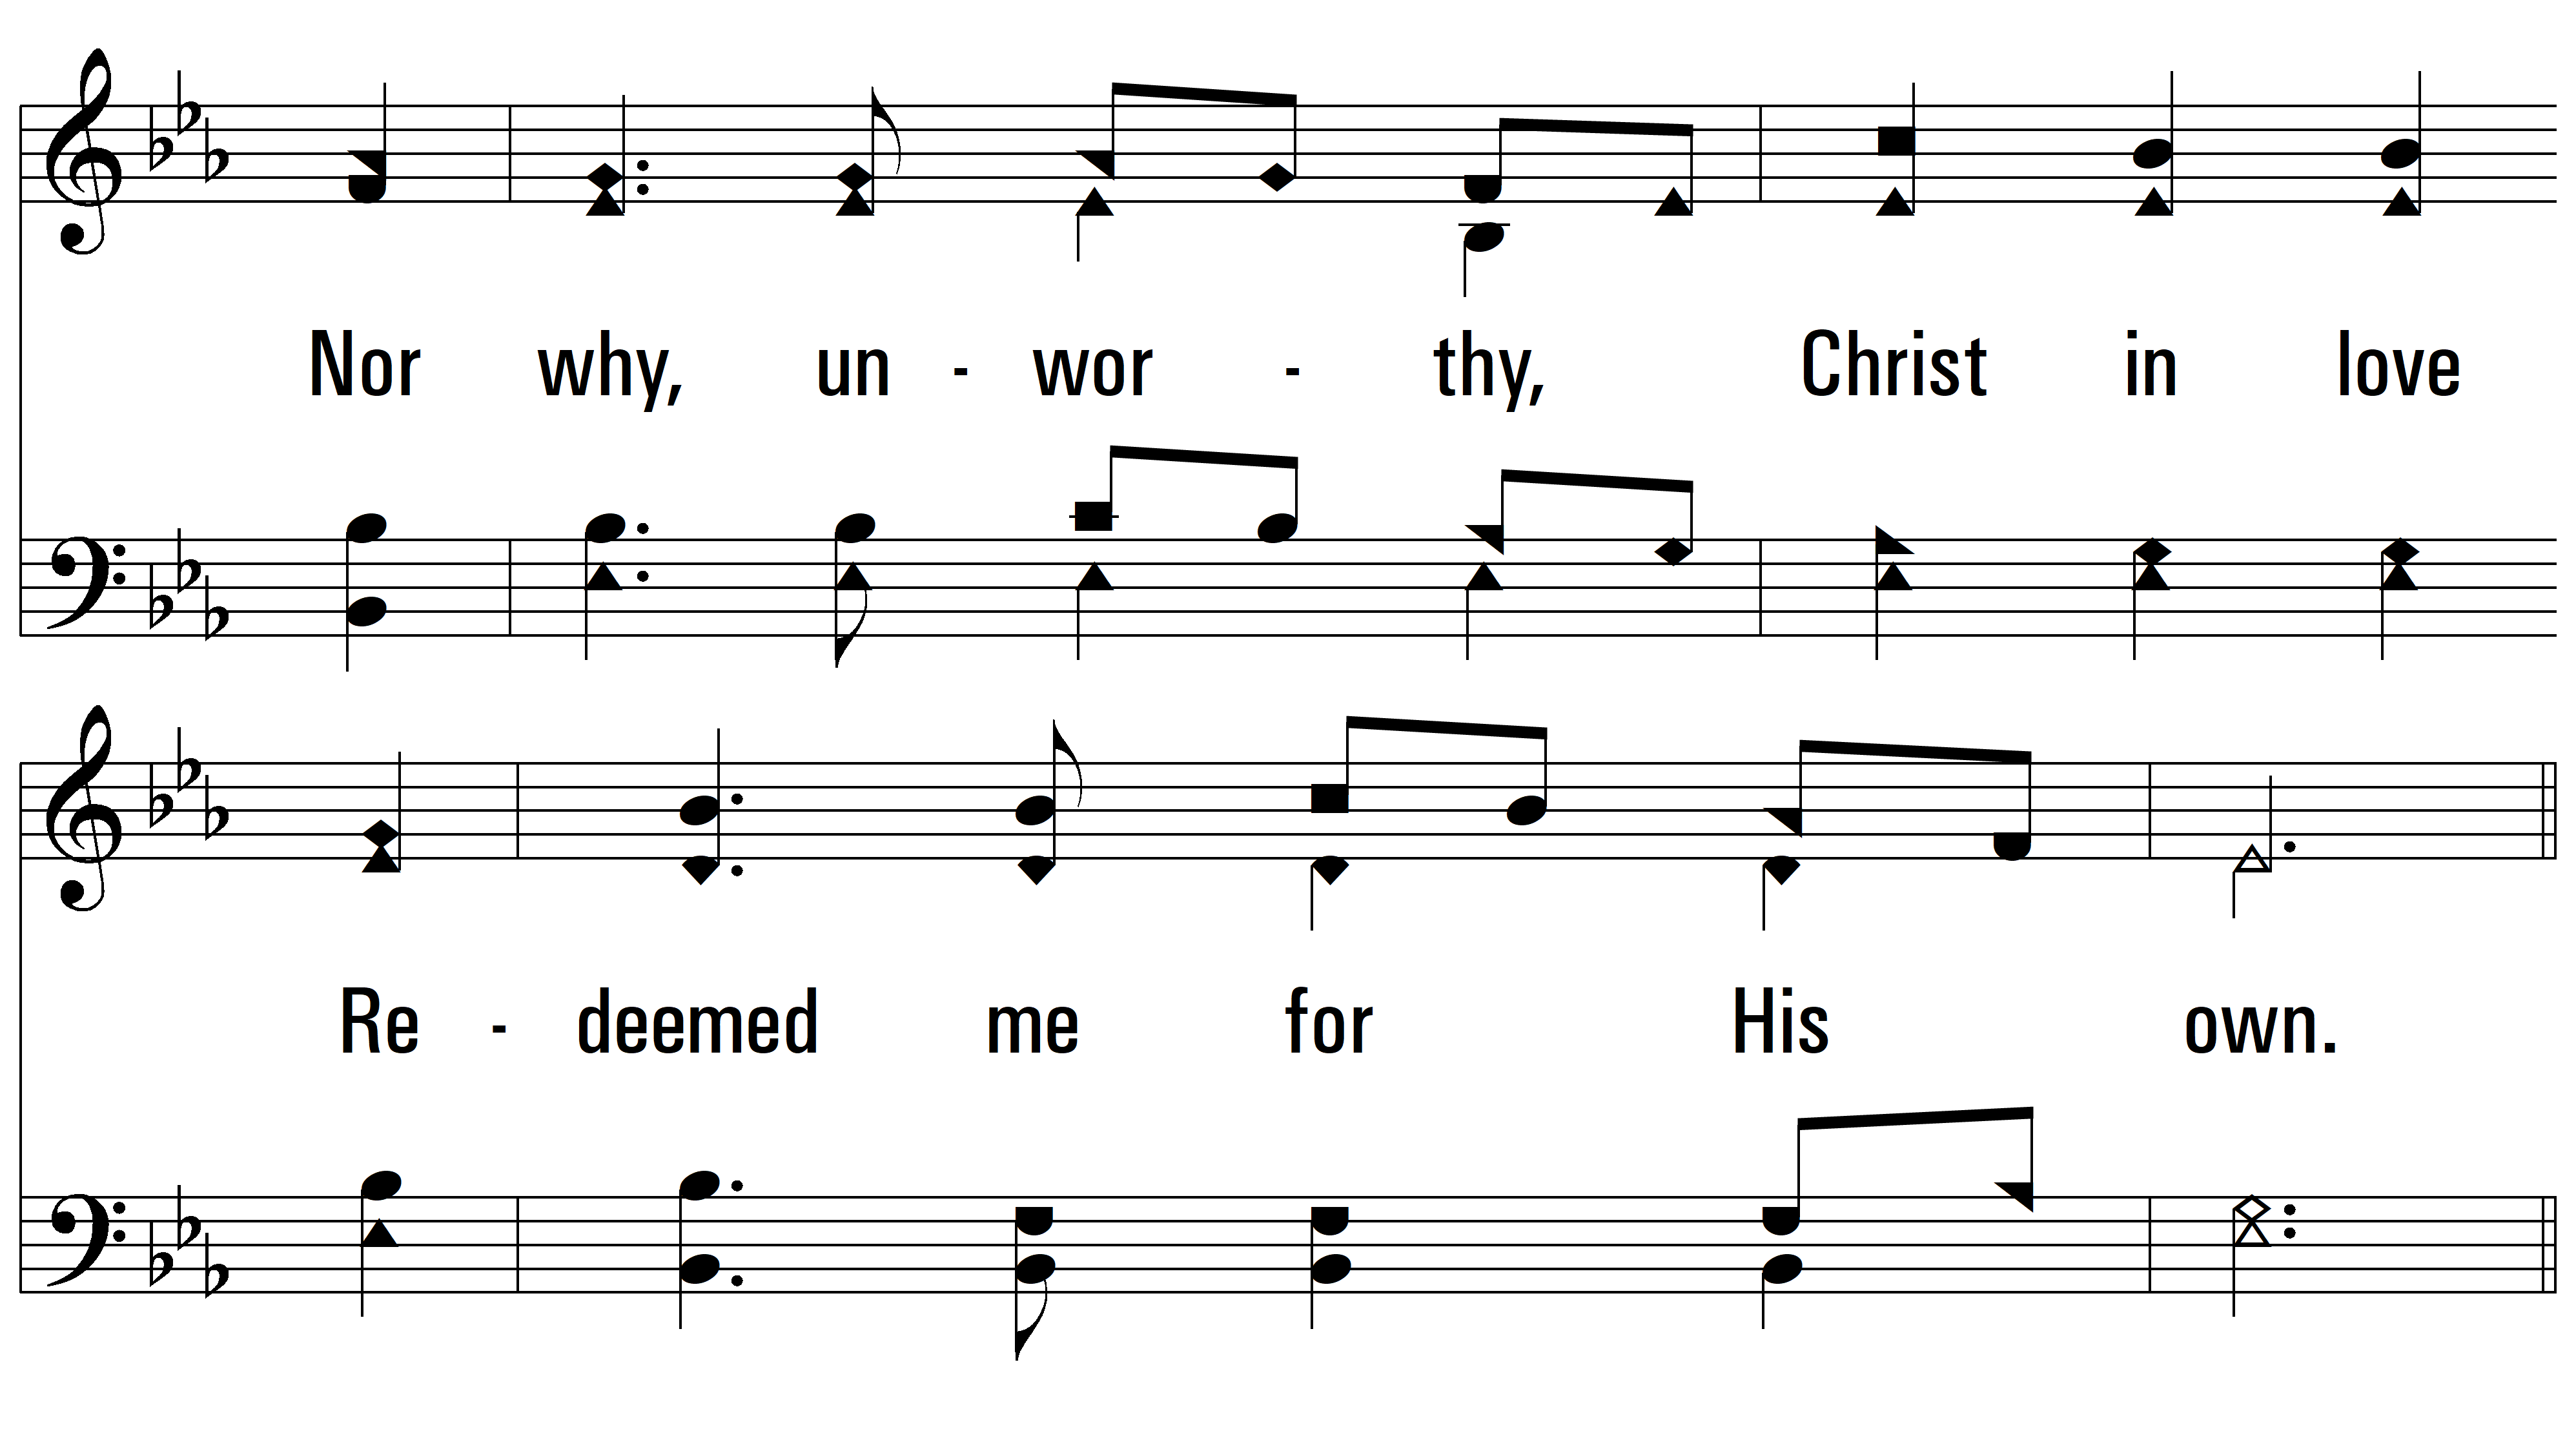 Nor why, un - wor - thy, Christ in love
Re - deemed me for His own.